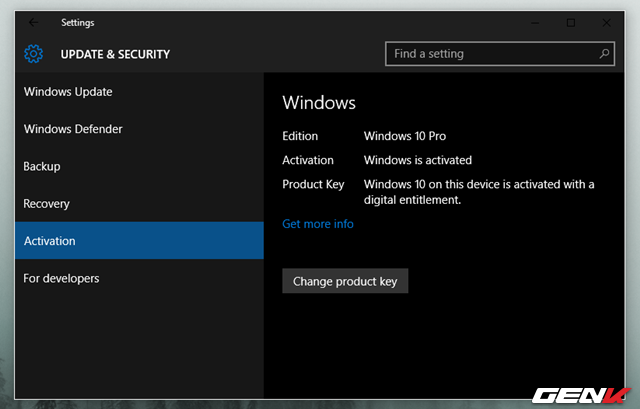 Settings
UPDATE & SECURITY
Find a setting
Windows Update
Windows Defender
Backup
Recovery
Activation
For developers
Windows
Edition Windows 10 Pro
Activation Windows is activated
Product Key Windows 10 on this device is activated with a
digital entitlement.
Get more info
Change product key
GENK